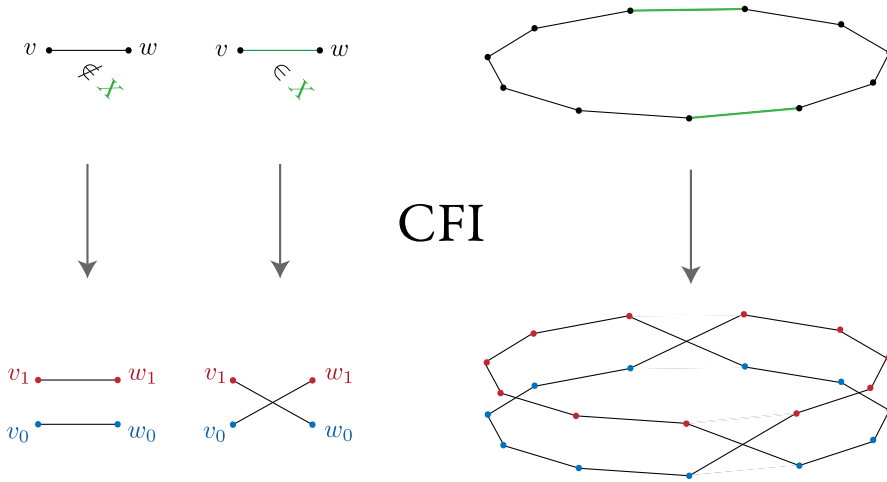 v w v w
∉ X ∈ X
CFI
v₁ w₁ v₁ w₁
v₀ w₀ v₀ w₀